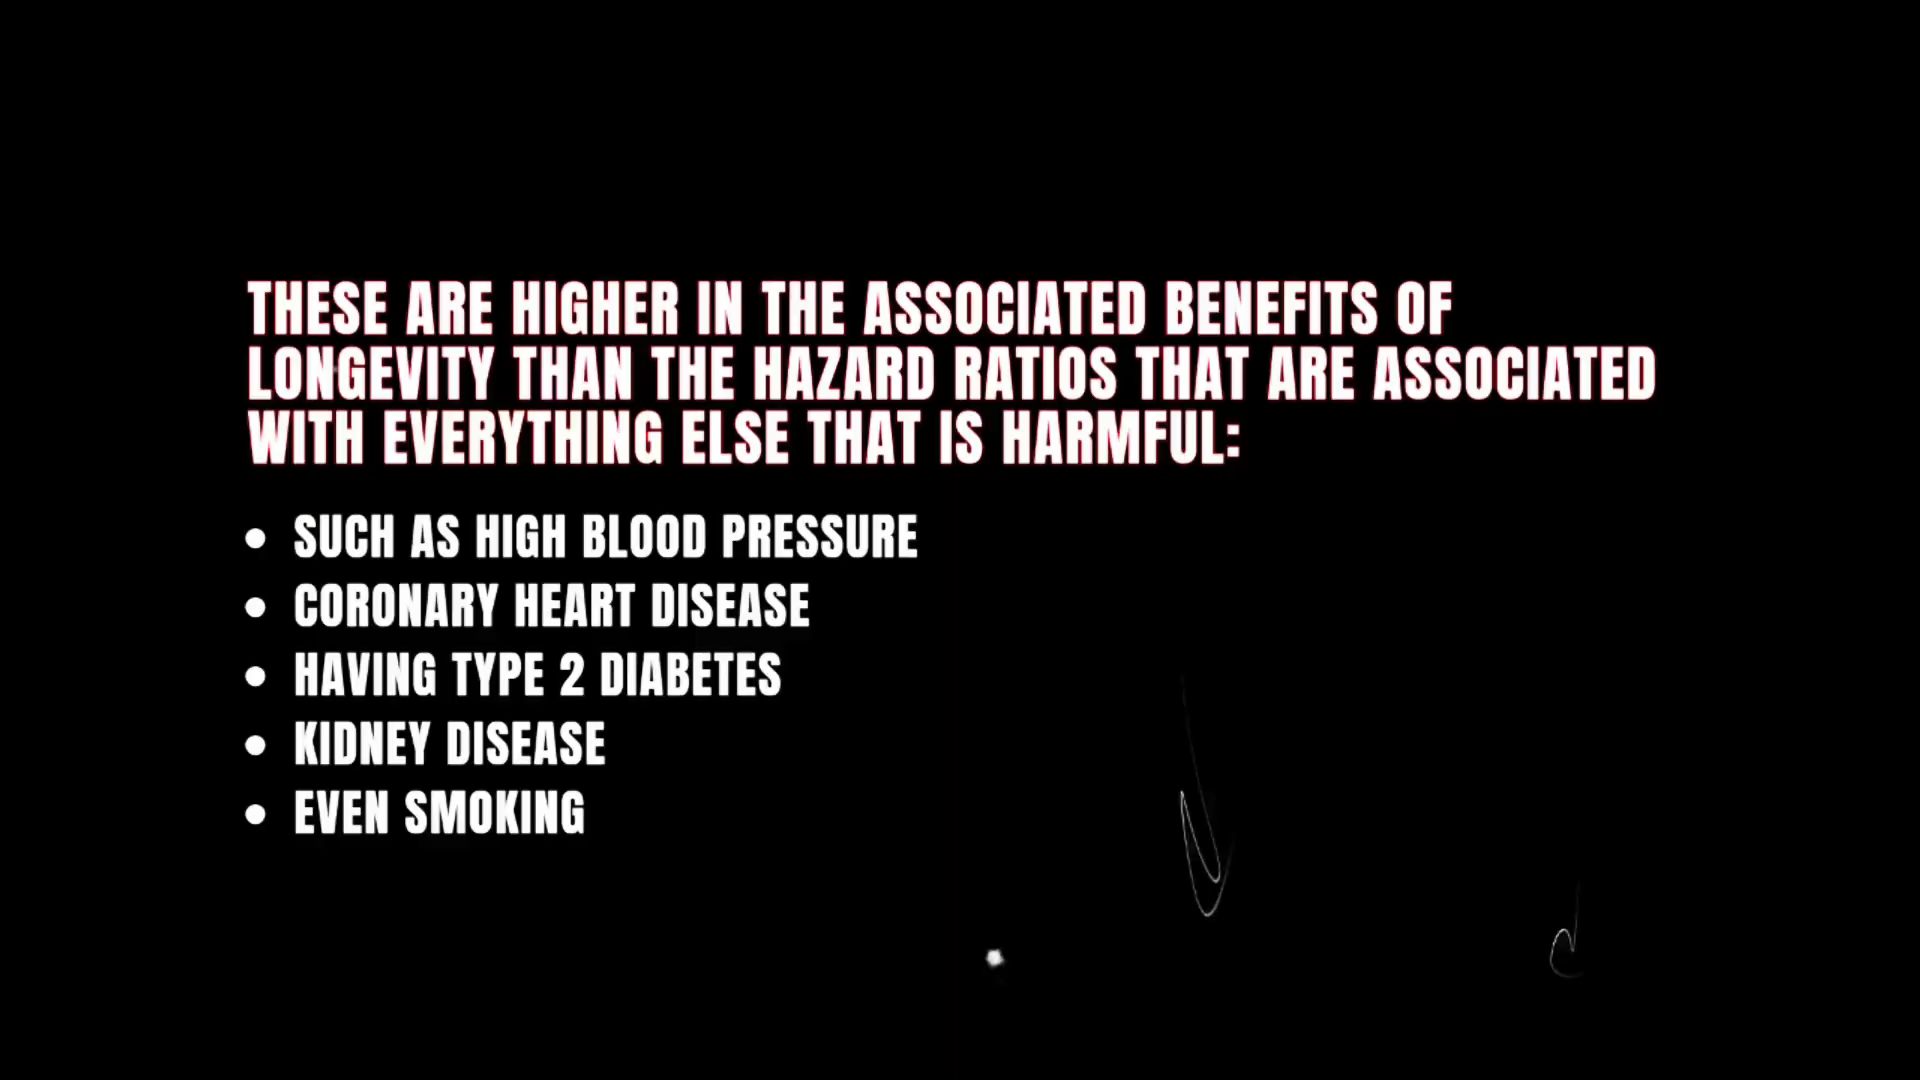 THESE ARE HIGHER IN THE ASSOCIATED BENEFITS OF
LONGEVITY THAN THE HAZARD RATIOS THAT ARE ASSOCIATED
WITH EVERYTHING ELSE THAT IS HARMFUL:
• SUCH AS HIGH BLOOD PRESSURE
• CORONARY HEART DISEASE
• HAVING TYPE 2 DIABETES
• KIDNEY DISEASE
• EVEN SMOKING